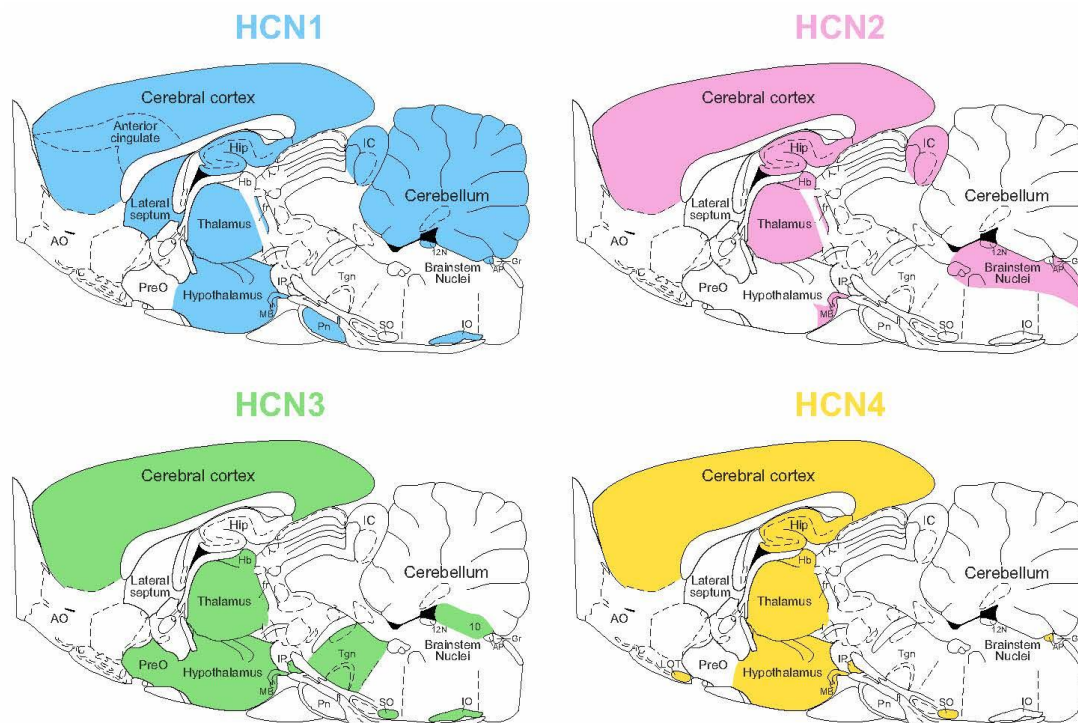 HCN1
Cerebral cortex
Anterior
cingulate
Hip
IC
Hb
Cerebellum
Lateral
septum
Thalamus
AO
12N
Gr
AP
Brainstem
Nuclei
PreO
Hypothalamus
IP
Tgn
MB
Pn
SO
IO
HCN2
Cerebral cortex
Hip
IC
Hb
Cerebellum
Lateral
septum
Thalamus
AO
12N
Gr
AP
Brainstem
Nuclei
PreO
Hypothalamus
IP
Tgn
MB
Pn
SO
IO
HCN3
Cerebral cortex
Hip
IC
Hb
Cerebellum
Lateral
septum
Thalamus
AO
10
12N
Gr
AP
Brainstem
Nuclei
PreO
Hypothalamus
IP
Tgn
MB
Pn
SO
IO
HCN4
Cerebral cortex
Hip
IC
Hb
Cerebellum
Lateral
septum
Thalamus
AO
12N
Gr
AP
Brainstem
Nuclei
LOT
PreO
Hypothalamus
IP
Tgn
MB
Pn
SO
IO